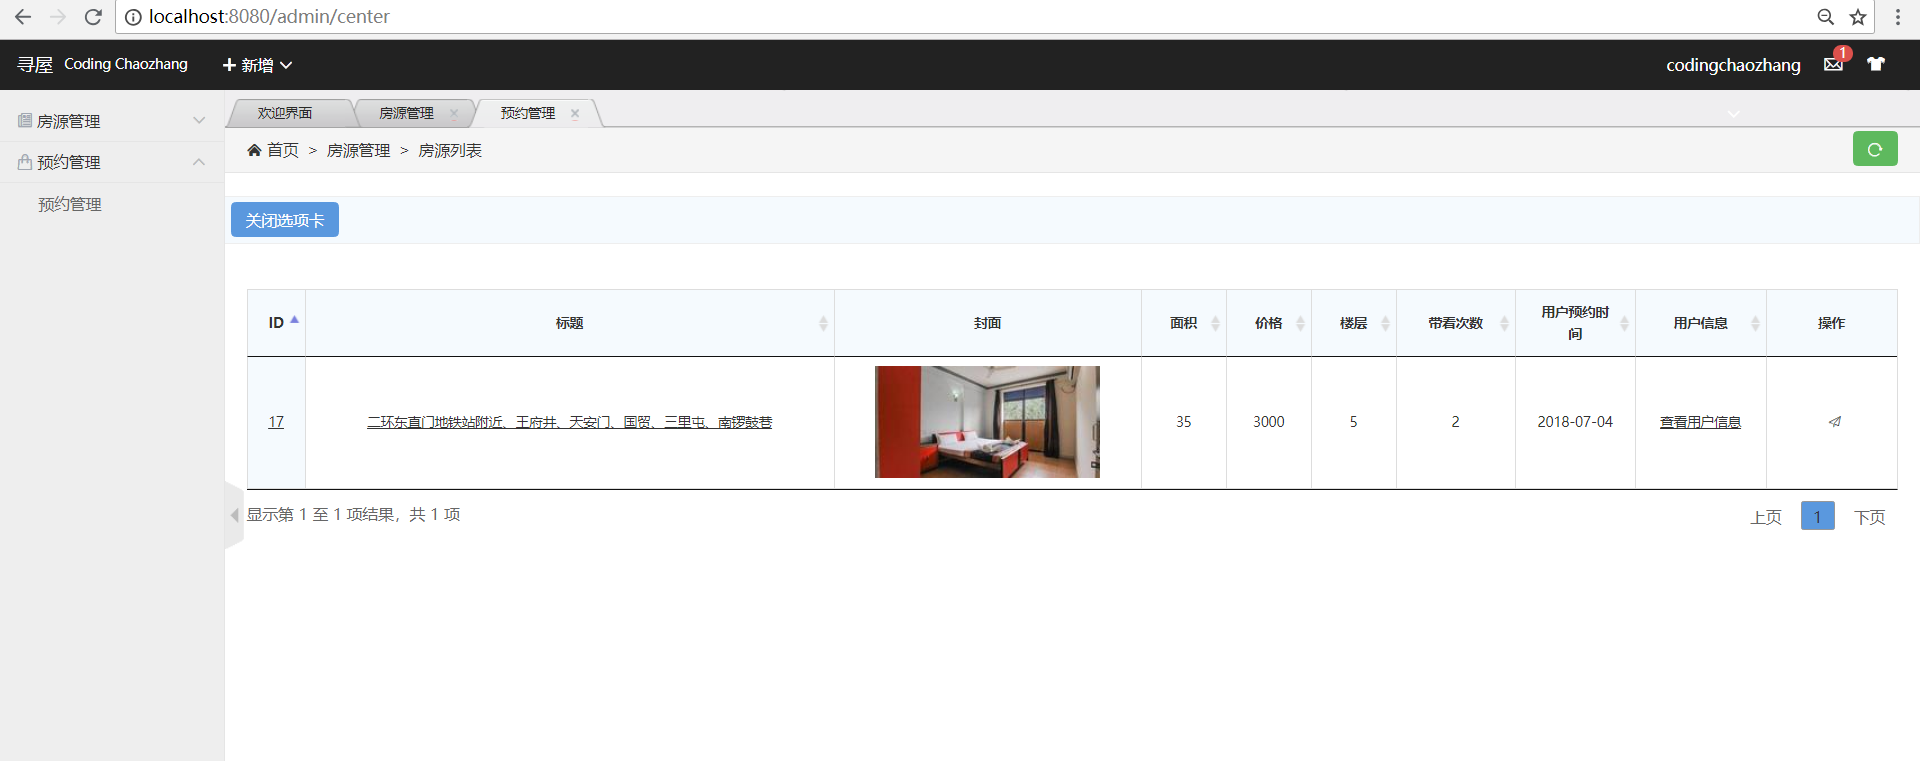 localhost:8080/admin/center
寻屋 Coding Chaozhang 新增 codingchaozhang 1
房源管理
预约管理
预约管理
欢迎界面 房源管理 预约管理
首页 > 房源管理 > 房源列表
关闭选项卡
ID 标题 封面 面积 价格 楼层 带看次数 用户预约时
间 用户信息 操作
17 二环东直门地铁站附近、王府井、天安门、国贸、三里屯、南锣鼓巷 35 3000 5 2 2018-07-04 查看用户信息
显示第 1 至 1 项结果，共 1 项
上页 1 下页